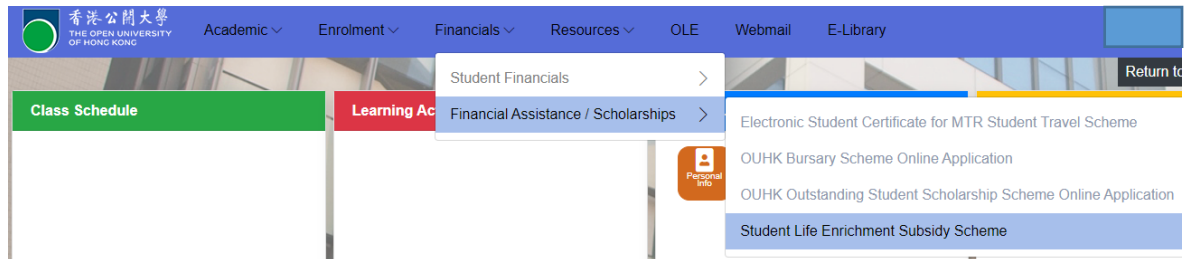 香港公開大學
THE OPEN UNIVERSITY
OF HONG KONG
Academic
Enrolment
Financials
Resources
OLE
Webmail
E-Library
Student Financials
Financial Assistance / Scholarships
Return to
Class Schedule
Learning Ac
Personal
Info
Electronic Student Certificate for MTR Student Travel Scheme
OUHK Bursary Scheme Online Application
OUHK Outstanding Student Scholarship Scheme Online Application
Student Life Enrichment Subsidy Scheme